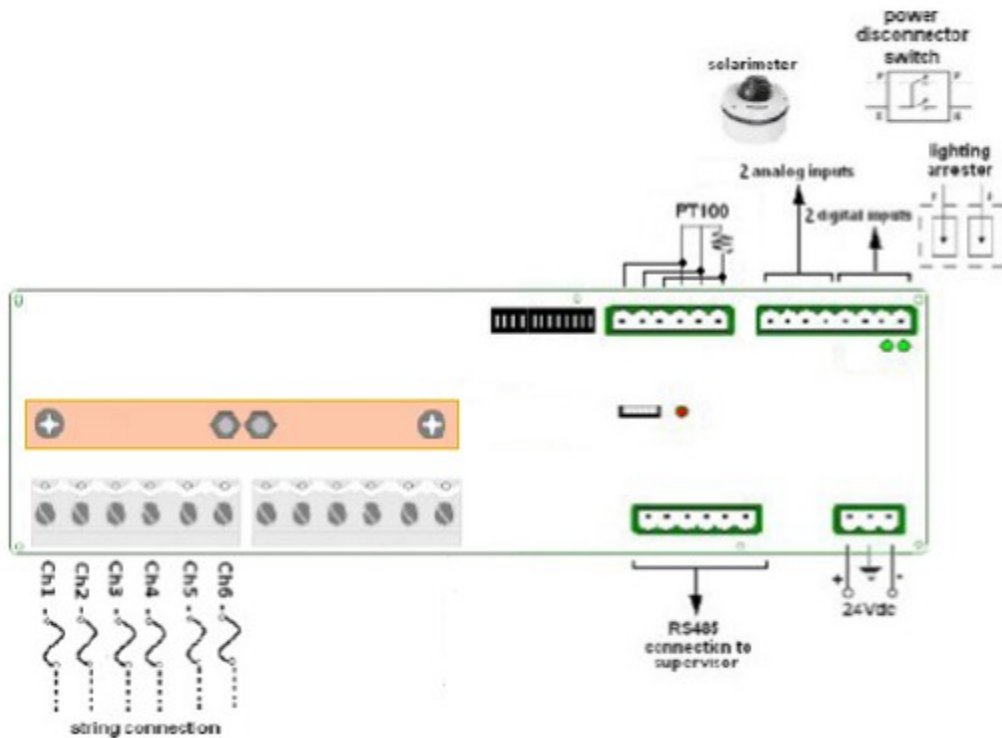 power
disconnector
switch
solarimeter
lighting
arrester
2 analog inputs
PT100
2 digital inputs
Ch1
Ch2
Ch3
Ch4
Ch5
Ch6
+
-
24Vdc
RS485
connection to
supervisor
string connection